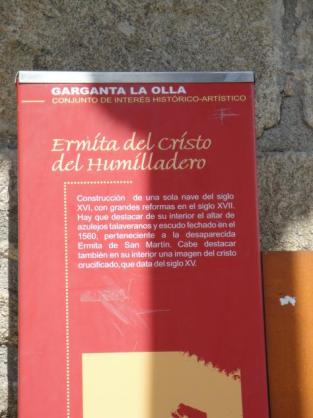 GARGANTA LA OLLA
CONJUNTO DE INTERÉS HISTÓRICO-ARTÍSTICO
Ermita del Cristo
del Humilladero
Construcción de una sola nave del siglo
XVI, con grandes reformas en el siglo XVII.
Hay que destacar de su interior el altar de
azulejos talaveranos y escudo fechado en el
1560, perteneciente a la desaparecida
Ermita de San Martín. Cabe destacar
también en su interior una imagen del cristo
crucificado, que data del siglo XV.